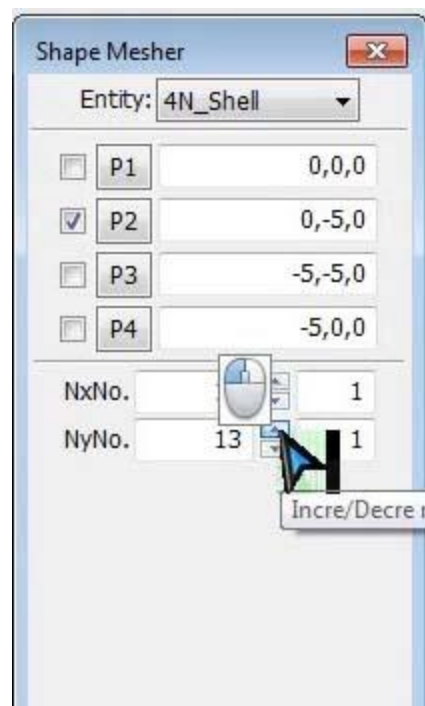 Shape Mesher
Entity: 4N_Shell
P1 0,0,0
P2 0,-5,0
P3 -5,-5,0
P4 -5,0,0
NxNo. 1
NyNo. 13 1
Incre/Decre